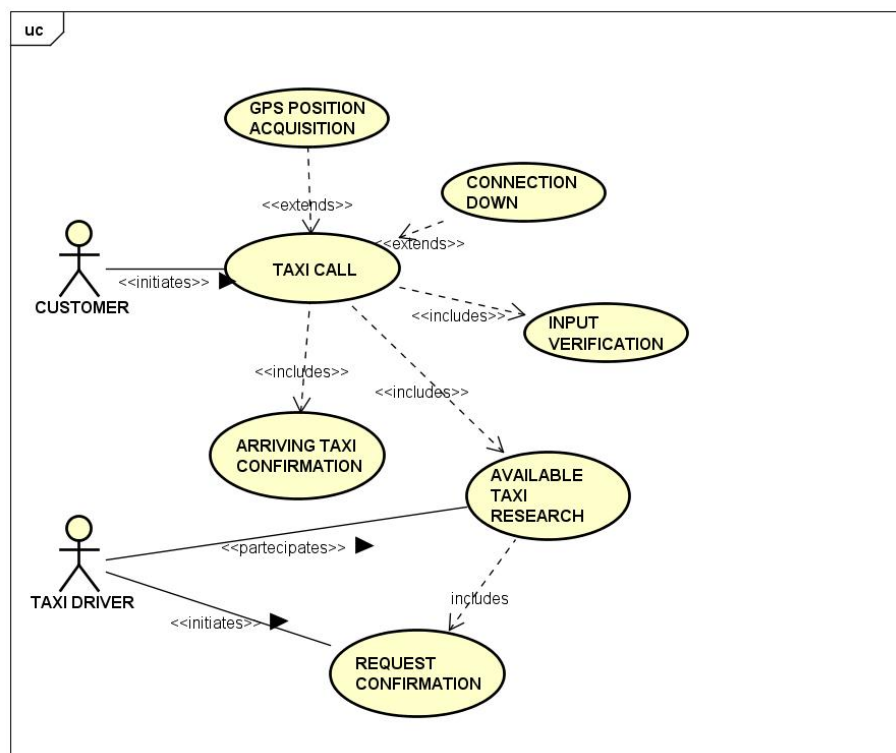 uc
GPS POSITION
ACQUISITION
CONNECTION
DOWN
<<extends>>
<<extends>>
TAXI CALL
<<initiates>>
CUSTOMER
<<includes>>
INPUT
VERIFICATION
<<includes>>
<<includes>>
ARRIVING TAXI
CONFIRMATION
AVAILABLE
TAXI
RESEARCH
<<partecipates>>
TAXI DRIVER
includes
<<initiates>>
REQUEST
CONFIRMATION